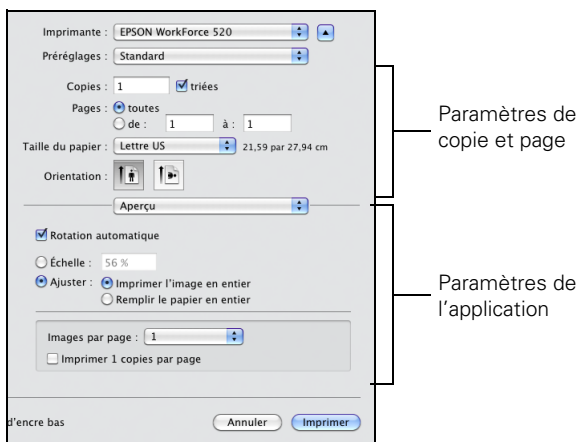 Imprimante : EPSON WorkForce 520
Préréglages : Standard
Copies : 1 triées
Pages : toutes
de : 1 à : 1
Taille du papier : Lettre US 21,59 par 27,94 cm
Orientation :
Aperçu
Rotation automatique
Échelle : 56 %
Ajuster : Imprimer l'image en entier
Remplir le papier en entier
Images par page : 1
Imprimer 1 copies par page
d'encre bas Annuler Imprimer
Paramètres de
copie et page
Paramètres de
l'application